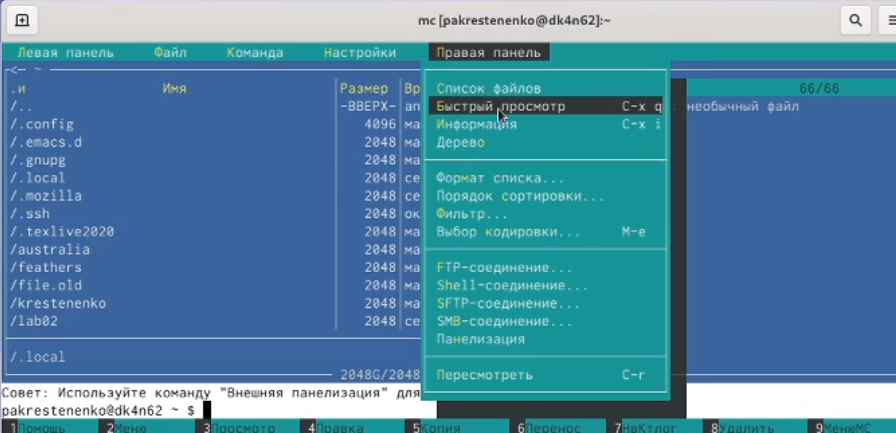 mc [pakrestenenko@dk4n62]:~
Левая панель Файл Команда Настройки Правая панель
<— ~
.и Имя Размер Вр
/.. -ВВЕРХ- ап
/.config 4096 ма
/.emacs.d 2048 ма
/.gnupg 2048 ма
/.local 2048 се
/.mozilla 2048 се
/.ssh 2048 ок
/.texlive2020 2048 ма
/australia 2048 ма
/feathers 2048 ма
/file.old 2048 ма
/krestenenko 2048 ма
/lab02 2048 се
/.local
2048G/2048
Список файлов
Быстрый просмотр C-x q
Информация C-x i
Дерево
Формат списка...
Порядок сортировки...
Фильтр...
Выбор кодировки... M-e
FTP-соединение...
Shell-соединение...
SFTP-соединение...
SMB-соединение...
Панелизация
Пересмотреть C-r
66/66
: необычный файл
Совет: Используйте команду "Внешняя панелизация" для
pakrestenenko@dk4n62 ~ $
1Помощь 2Меню 3Просмотр 4Правка 5Копия 6Перенос 7НвКтлог 8Удалить 9МенюMC